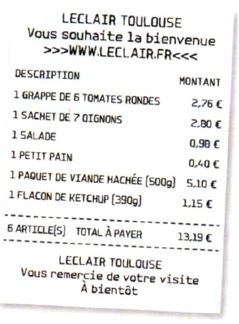 LECLAIR TOULOUSE
Vous souhaite la bienvenue
>>>WWW.LECLAIR.FR<<<
DESCRIPTION MONTANT
1 GRAPPE DE 6 TOMATES RONDES 2,76 €
1 SACHET DE 7 OIGNONS 2,80 €
1 SALADE 0,98 €
1 PETIT PAIN 0,40 €
1 PAQUET DE VIANDE HACHÉE (500g) 5,10 €
1 FLACON DE KETCHUP (390g) 1,15 €
6 ARTICLE(S) TOTAL À PAYER 13,19 €
LECLAIR TOULOUSE
Vous remercie de votre visite
À bientôt